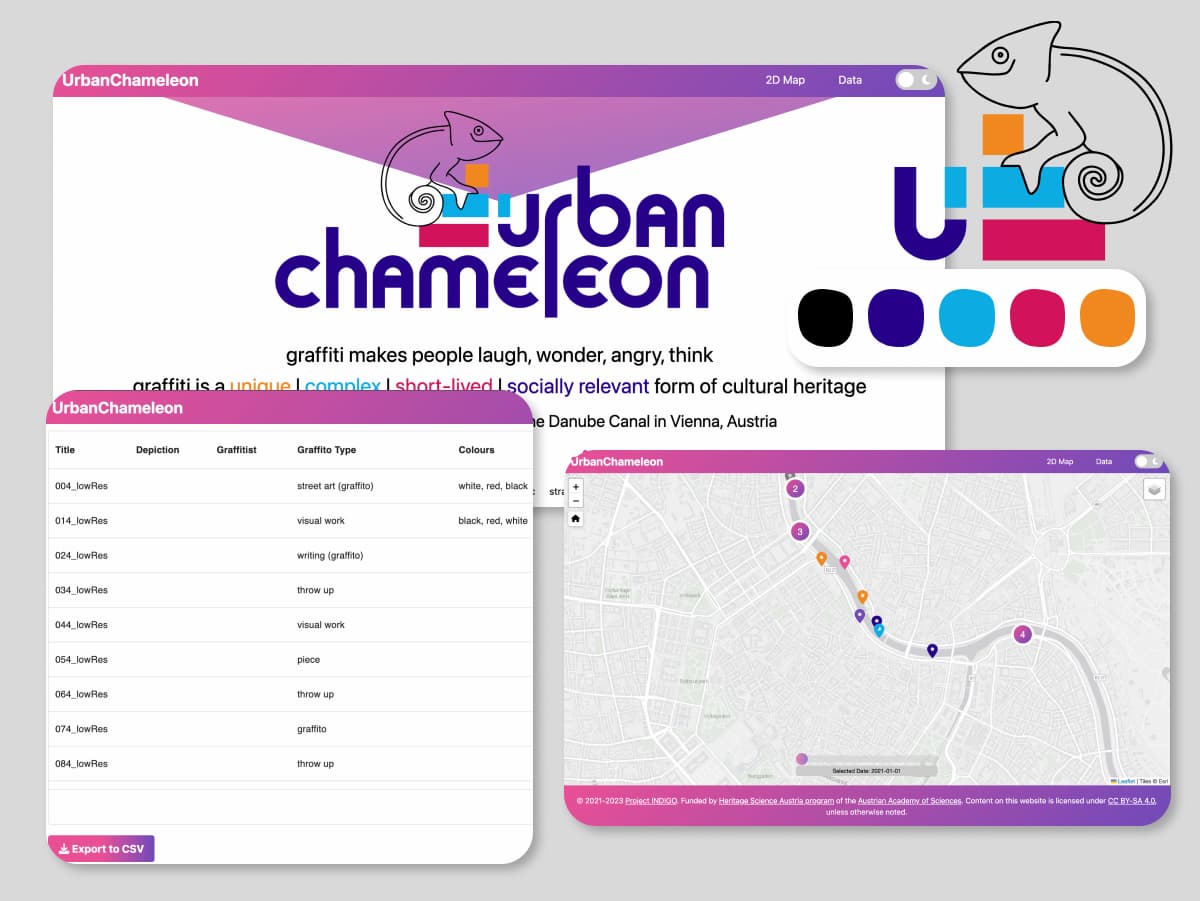 UrbanChameleon
2D Map
Data
urban
chameleon
graffiti makes people laugh, wonder, angry, think
graffiti is a unique | complex | short-lived | socially relevant form of cultural heritage
the Danube Canal in Vienna, Austria
stra
U
UrbanChameleon
Title Depiction Graffitist Graffito Type Colours
004_lowRes street art (graffito) white, red, black
014_lowRes visual work black, red, white
024_lowRes writing (graffito)
034_lowRes throw up
044_lowRes visual work
054_lowRes piece
064_lowRes throw up
074_lowRes graffito
084_lowRes throw up
Export to CSV
UrbanChameleon
2D Map
Data
+
−
2
3
4
Selected Date: 2021-01-01
Leaflet | Tiles © Esri
© 2021-2023 Project INDIGO. Funded by Heritage Science Austria program of the Austrian Academy of Sciences. Content on this website is licensed under CC BY-SA 4.0,
unless otherwise noted.